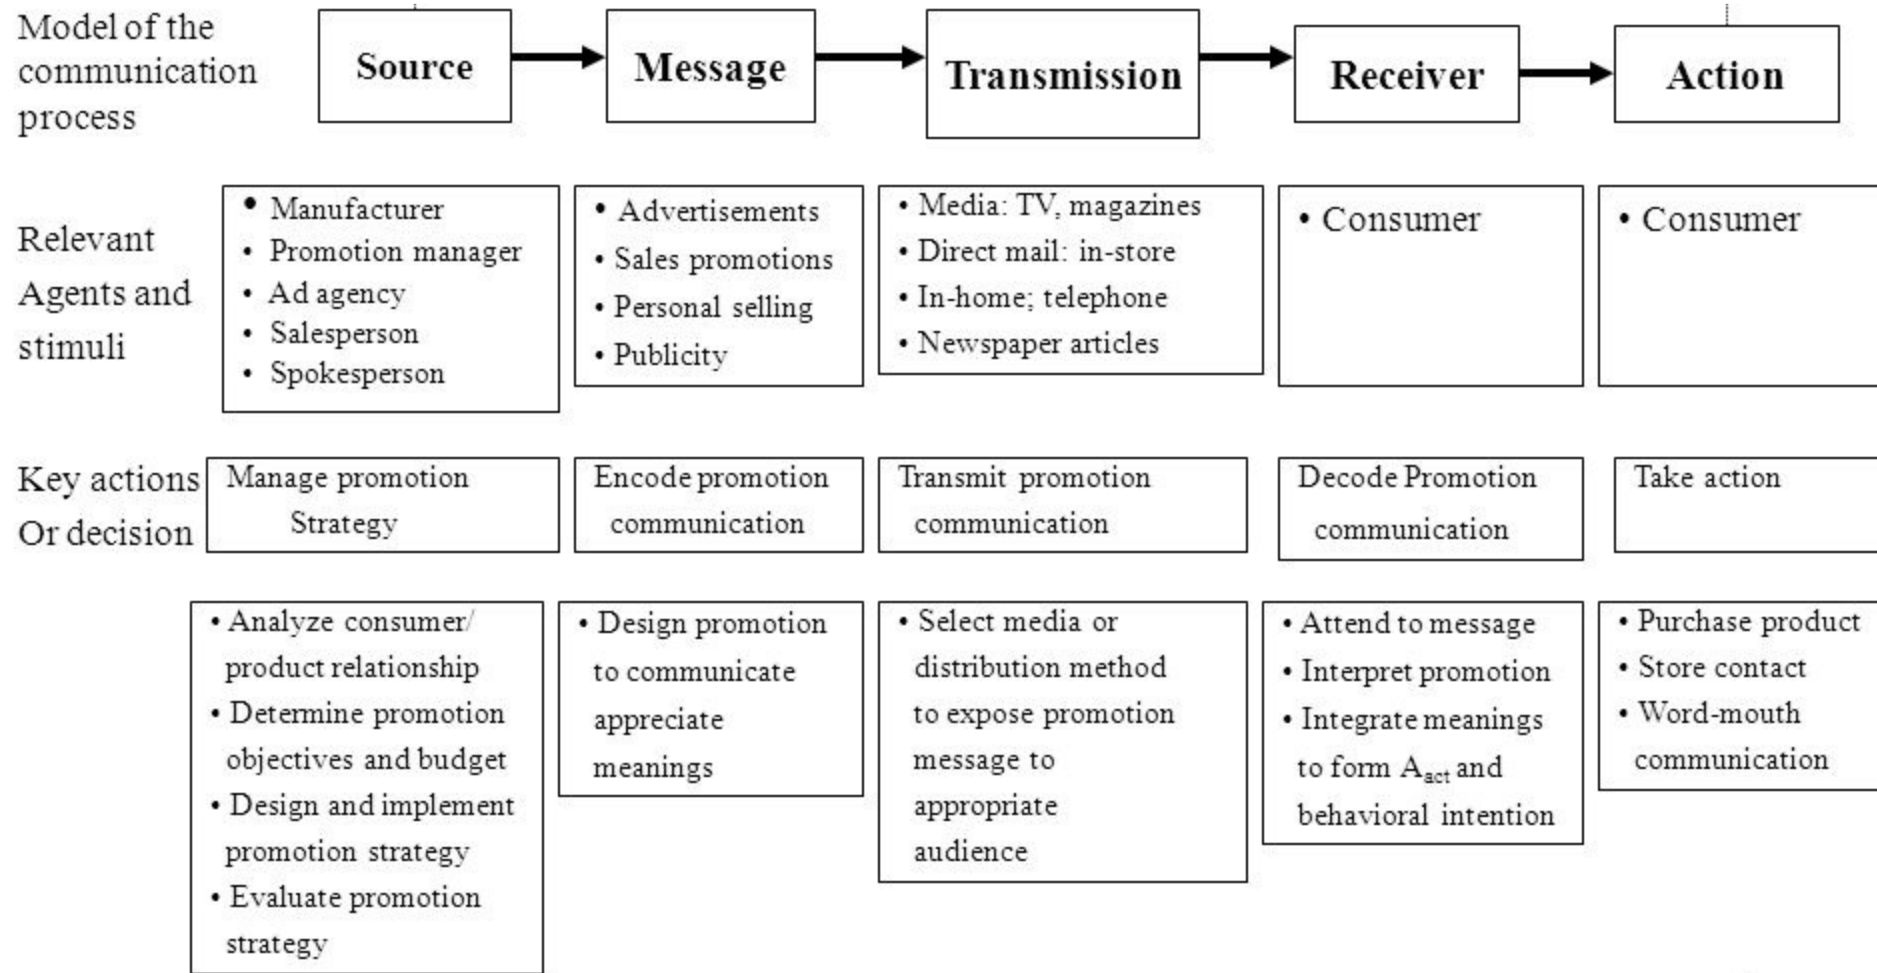 Model of the
communication
process
Source
Message
Transmission
Receiver
Action
Relevant
Agents and
stimuli
• Manufacturer
• Promotion manager
• Ad agency
• Salesperson
• Spokesperson
• Advertisements
• Sales promotions
• Personal selling
• Publicity
• Media: TV, magazines
• Direct mail: in-store
• In-home; telephone
• Newspaper articles
• Consumer
• Consumer
Key actions
Or decision
Manage promotion
Strategy
Encode promotion
communication
Transmit promotion
communication
Decode Promotion
communication
Take action
• Analyze consumer/
product relationship
• Determine promotion
objectives and budget
• Design and implement
promotion strategy
• Evaluate promotion
strategy
• Design promotion
to communicate
appreciate
meanings
• Select media or
distribution method
to expose promotion
message to
appropriate
audience
• Attend to message
• Interpret promotion
• Integrate meanings
to form Aact and
behavioral intention
• Purchase product
• Store contact
• Word-mouth
communication